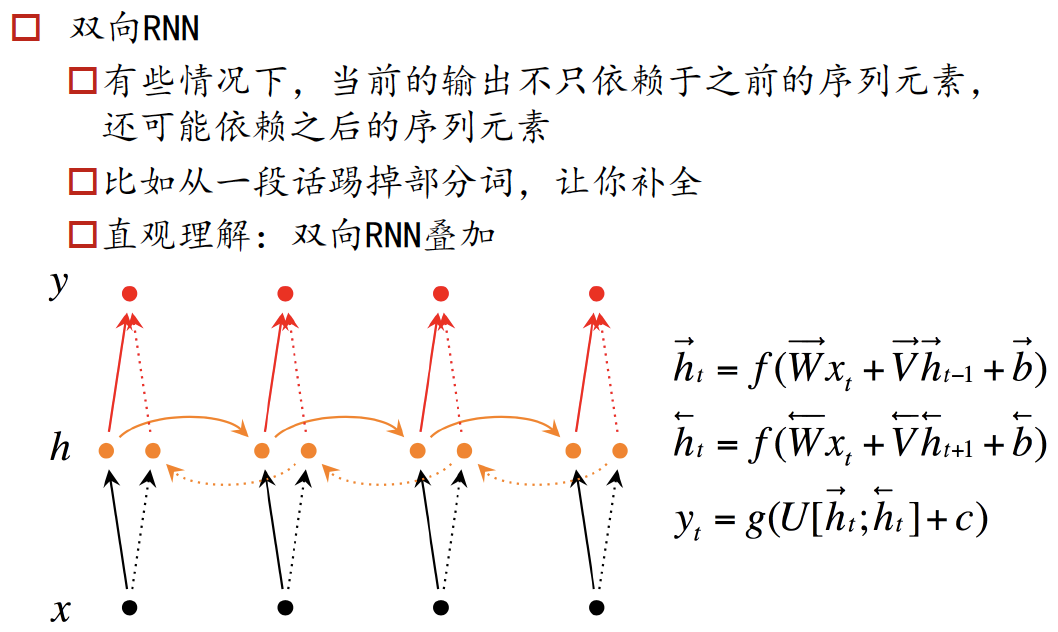 双向RNN
有些情况下，当前的输出不只依赖于之前的序列元素，
还可能依赖之后的序列元素
比如从一段话踢掉部分词，让你补全
直观理解：双向RNN叠加
y
h
x
$\overrightarrow{h}_t = f(\overrightarrow{W}x_t + \overrightarrow{V}\overrightarrow{h}_{t-1} + \overrightarrow{b})$
$\overleftarrow{h}_t = f(\overleftarrow{W}x_t + \overleftarrow{V}\overleftarrow{h}_{t+1} + \overleftarrow{b})$
$y_t = g(U[\overrightarrow{h}_t;\overleftarrow{h}_t] + c)$